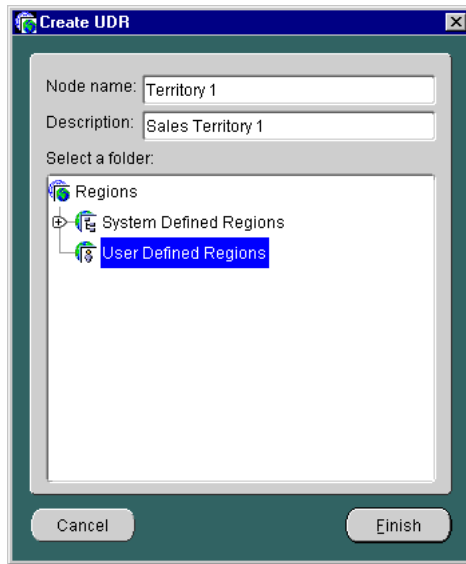 Create UDR
Node name: Territory 1
Description: Sales Territory 1
Select a folder:
Regions
System Defined Regions
User Defined Regions
Cancel Finish